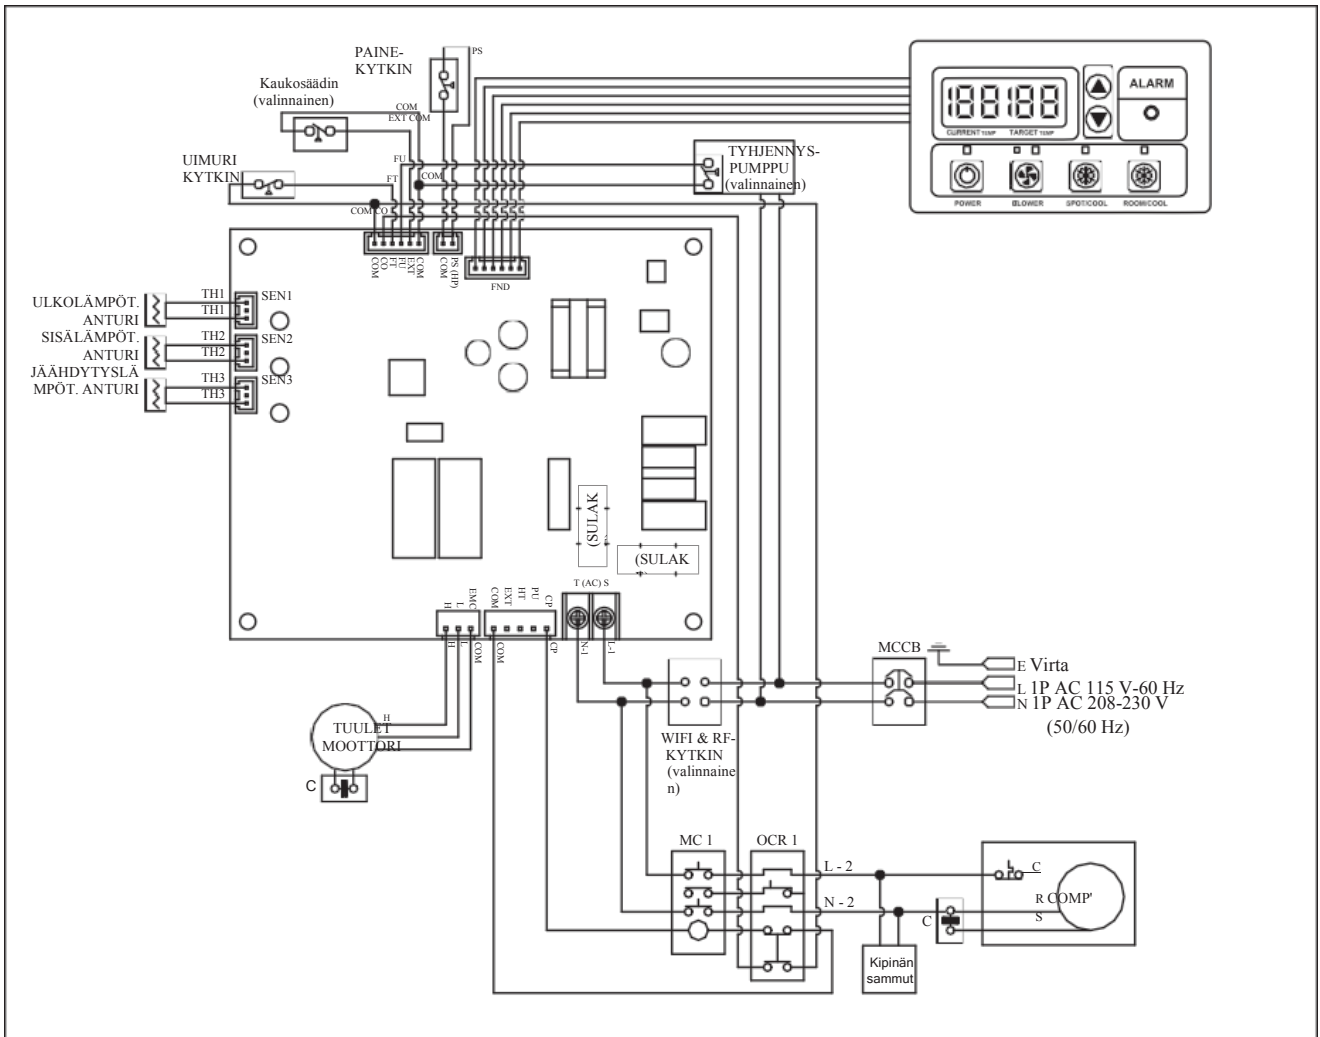 PAINE-
KYTKIN
PS
Kaukosäädin
(valinnainen)
COM
EXT COM
UIMURI
KYTKIN
FU
FT
COM
COM CO
TYHJENNYS-
PUMPPU
(valinnainen)
CURRENT TEMP
TARGET TEMP
ALARM
POWER
BLOWER
SPOT/COOL
ROOM/COOL
COM
CO
FT
FU
EXT
COM
COM
PS (HP)
FND
ULKOLÄMPÖT.
ANTURI
TH1
TH1
SEN1
SISÄLÄMPÖT.
ANTURI
TH2
TH2
SEN2
JÄÄHDYTYSLÄ
MPÖT. ANTURI
TH3
TH3
SEN3
(SULAK
(SULAK
T (AC) S
H
L
EMC
COM
EXT
HT
PU
CP
H
L
COM
COM
CP
N-1
L-1
MCCB
E Virta
L 1P AC 115 V-60 Hz
N 1P AC 208-230 V
(50/60 Hz)
H
TUULET
MOOTTORI
C
WIFI & RF-
KYTKIN
(valinnaine
n)
MC 1
OCR 1
L - 2
N - 2
C
R COMP'
S
C
Kipinän
sammut